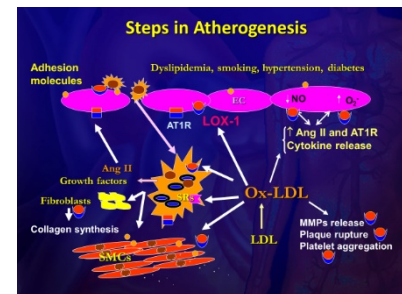 Steps in Atherogenesis
Adhesion
molecules
Dyslipidemia, smoking, hypertension, diabetes
EC
↓NO
↑ O₂⁻
AT1R
LOX-1
↑ Ang II and AT1R
Cytokine release
Ang II
Growth factors
SRs
Fibroblasts
Ox-LDL
Collagen synthesis
LDL
MMPs release
Plaque rupture
Platelet aggregation
SMCs